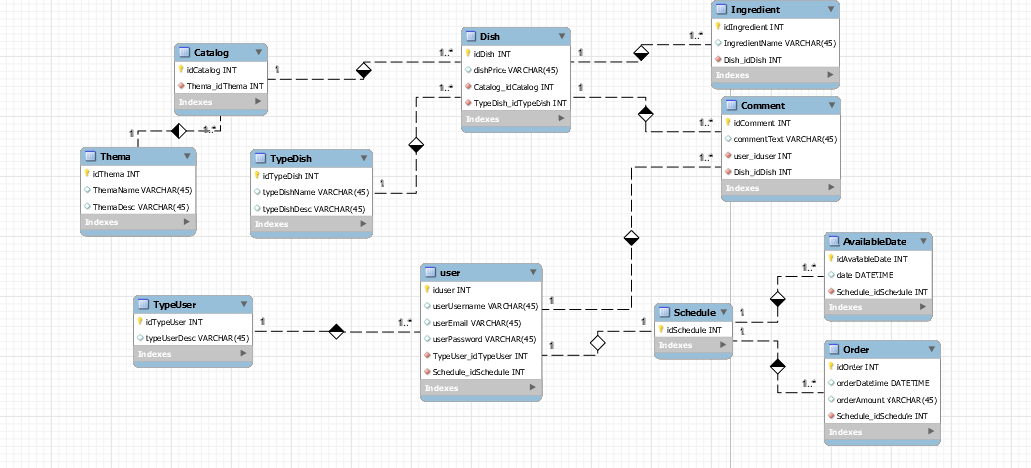 Catalog
idCatalog INT
Thema_idThema INT
Indexes
1
1..*
1
1..*
Thema
idThema INT
ThemaName VARCHAR(45)
ThemaDesc VARCHAR(45)
Indexes
TypeDish
idTypeDish INT
typeDishName VARCHAR(45)
typeDishDesc VARCHAR(45)
Indexes
1
1..*
Dish
idDish INT
dishPrice VARCHAR(45)
Catalog_idCatalog INT
TypeDish_idTypeDish INT
Indexes
1
1..*
1
1..*
Ingredient
idIngredient INT
IngredientName VARCHAR(45)
Dish_idDish INT
Indexes
Comment
idComment INT
commentText VARCHAR(45)
user_iduser INT
Dish_idDish INT
Indexes
1..*
TypeUser
idTypeUser INT
typeUserDesc VARCHAR(45)
Indexes
1
1..*
user
iduser INT
userUsername VARCHAR(45)
userEmail VARCHAR(45)
userPassword VARCHAR(45)
TypeUser_idTypeUser INT
Schedule_idSchedule INT
Indexes
1
1
1
Schedule
idSchedule INT
Indexes
1
1..*
1
1..*
AvailableDate
idAvailableDate INT
date DATETIME
Schedule_idSchedule INT
Indexes
Order
idOrder INT
orderDatetime DATETIME
orderAmount VARCHAR(45)
Schedule_idSchedule INT
Indexes